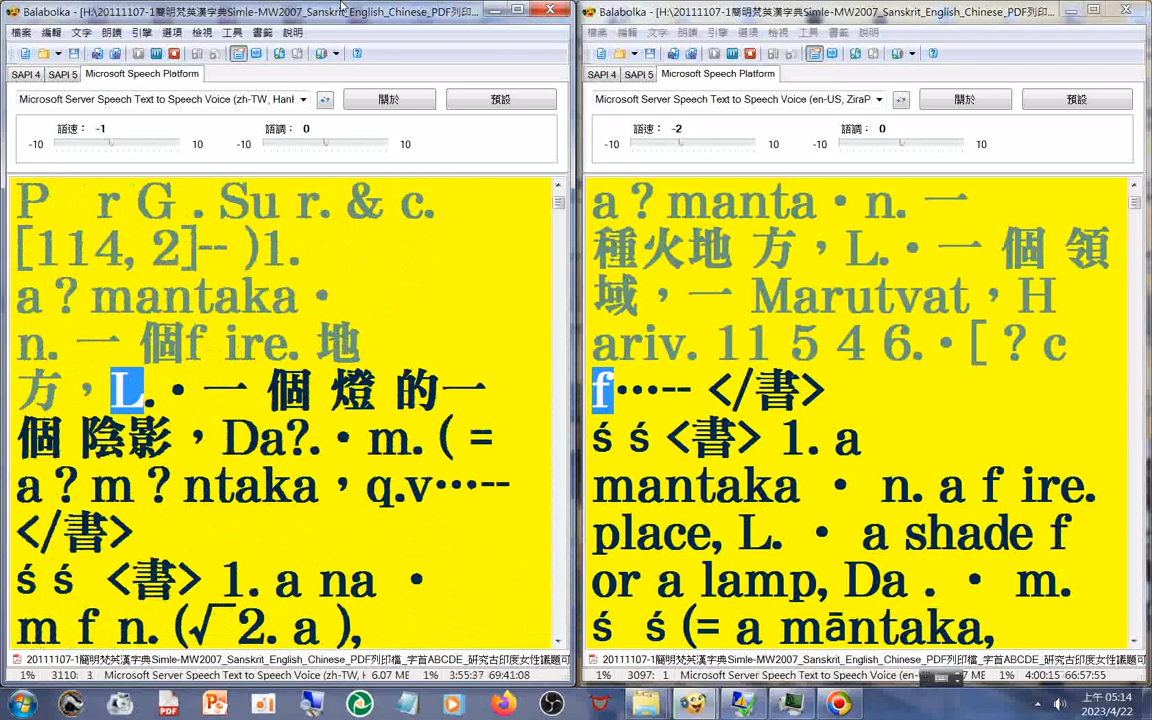 Balabolka - [H:\20111107-1簡明梵英漢字典Simle-MW2007_Sanskrit_English_Chinese_PDF列印...
檔案 編輯 文字 朗讀 引擎 選項 檢視 工具 書籤 說明
SAPI 4 SAPI 5 Microsoft Speech Platform
Microsoft Server Speech Text to Speech Voice (zh-TW, Hanl 關於 預設
語速： -1 語調： 0
-10 10 -10 10
P r G . Su r. & c.
[114, 2]-- )1.
a ? mantaka •
n. 一 個f ire. 地
方，L. • 一 個 燈 的一
個 陰影，Da?. • m. ( =
a ? m ? ntaka，q.v…--
</書>
ś ś <書> 1. a na •
m f n. (√ 2. a ),
20111107-1簡明梵英漢字典Simle-MW2007_Sanskrit_English_Chinese_PDF列印檔_字首ABCDE_研究古印度女性議題可
1% 3110: Microsoft Server Speech Text to Speech Voice (zh-TW, 6.07 MB 1% 3:55:37 69:41:08
Balabolka - [H:\20111107-1簡明梵英漢字典Simle-MW2007_Sanskrit_English_Chinese_PDF列印...
檔案 編輯 文字 朗讀 引擎 選項 檢視 工具 書籤 說明
SAPI 4 SAPI 5 Microsoft Speech Platform
Microsoft Server Speech Text to Speech Voice (en-US, ZiraP 關於 預設
語速： -2 語調： 0
-10 10 -10 10
a ? manta • n. 一
種火地 方，L. • 一 個 領
域，一 Marutvat，H
ariv. 11 5 4 6. • [ ? c
f…-- </書>
ś ś <書> 1. a
mantaka • n. a f ire.
place, L. • a shade f
or a lamp, Da . • m.
ś ś (= a māntaka,
20111107-1簡明梵英漢字典Simle-MW2007_Sanskrit_English_Chinese_PDF列印檔_字首ABCDE_研究古印度女性議題可
1% 3097: 1 Microsoft Server Speech Text to Speech Voice (en-us, 6.07 MB 1% 4:00:15 66:57:55
上午 05:14
2023/4/22